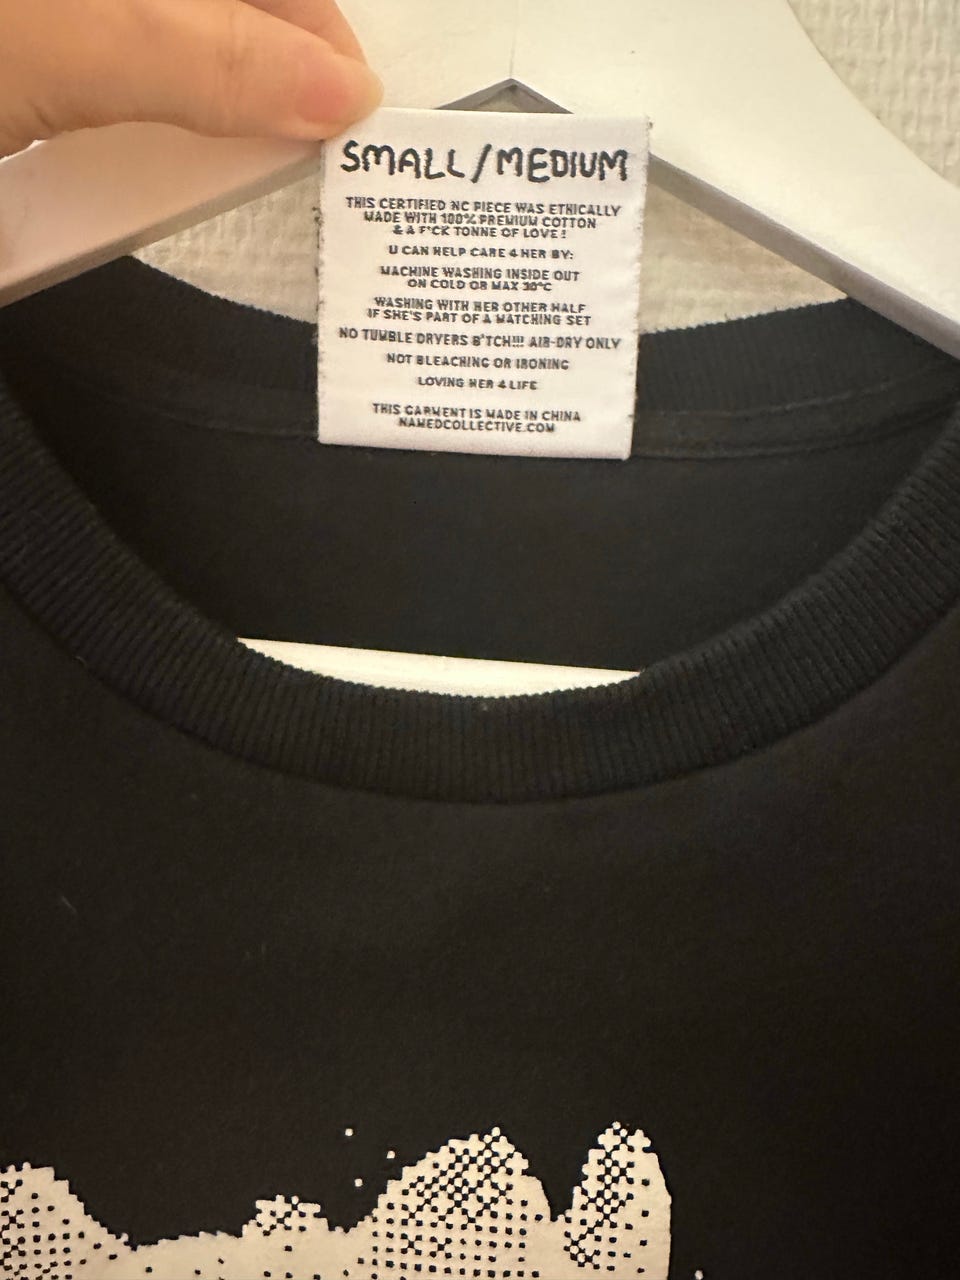 SMALL/MEDIUM
THIS CERTIFIED NC PIECE WAS ETHICALLY
MADE WITH 100% PREMIUM COTTON
& A F*CK TONNE OF LOVE!
U CAN HELP CARE 4 HER BY:
MACHINE WASHING INSIDE OUT
ON COLD OR MAX 30°C
WASHING WITH HER OTHER HALF
IF SHE'S PART OF A MATCHING SET
NO TUMBLE DRYERS B*TCH!!! AIR-DRY ONLY
NOT BLEACHING OR IRONING
LOVING HER 4 LIFE
THIS GARMENT IS MADE IN CHINA
NAMEDCOLLECTIVE.COM